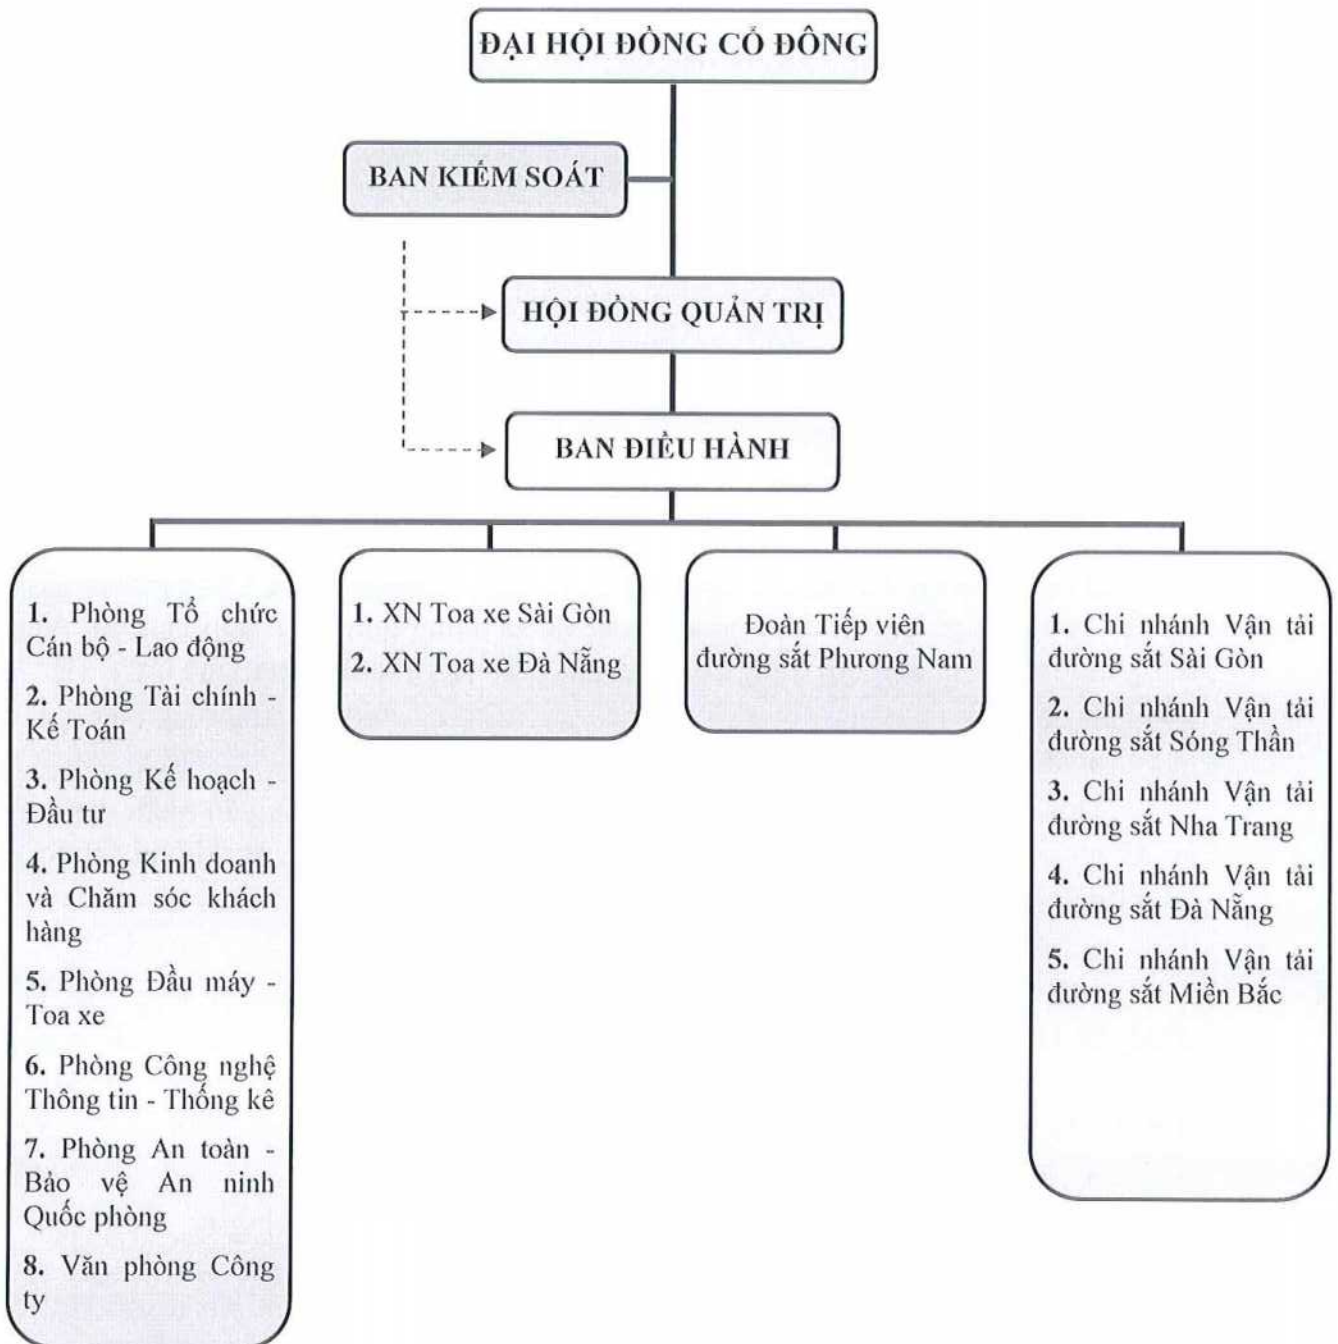 ĐẠI HỘI ĐỒNG CỔ ĐÔNG
BAN KIỂM SOÁT
HỘI ĐỒNG QUẢN TRỊ
BAN ĐIỀU HÀNH
1. Phòng Tổ chức
Cán bộ - Lao động
2. Phòng Tài chính -
Kế Toán
3. Phòng Kế hoạch -
Đầu tư
4. Phòng Kinh doanh
và Chăm sóc khách
hàng
5. Phòng Đầu máy -
Toa xe
6. Phòng Công nghệ
Thông tin - Thống kê
7. Phòng An toàn -
Bảo vệ An ninh
Quốc phòng
8. Văn phòng Công
ty
1. XN Toa xe Sài Gòn
2. XN Toa xe Đà Nẵng
Đoàn Tiếp viên
đường sắt Phương Nam
1. Chi nhánh Vận tải
đường sắt Sài Gòn
2. Chi nhánh Vận tải
đường sắt Sóng Thần
3. Chi nhánh Vận tải
đường sắt Nha Trang
4. Chi nhánh Vận tải
đường sắt Đà Nẵng
5. Chi nhánh Vận tải
đường sắt Miền Bắc